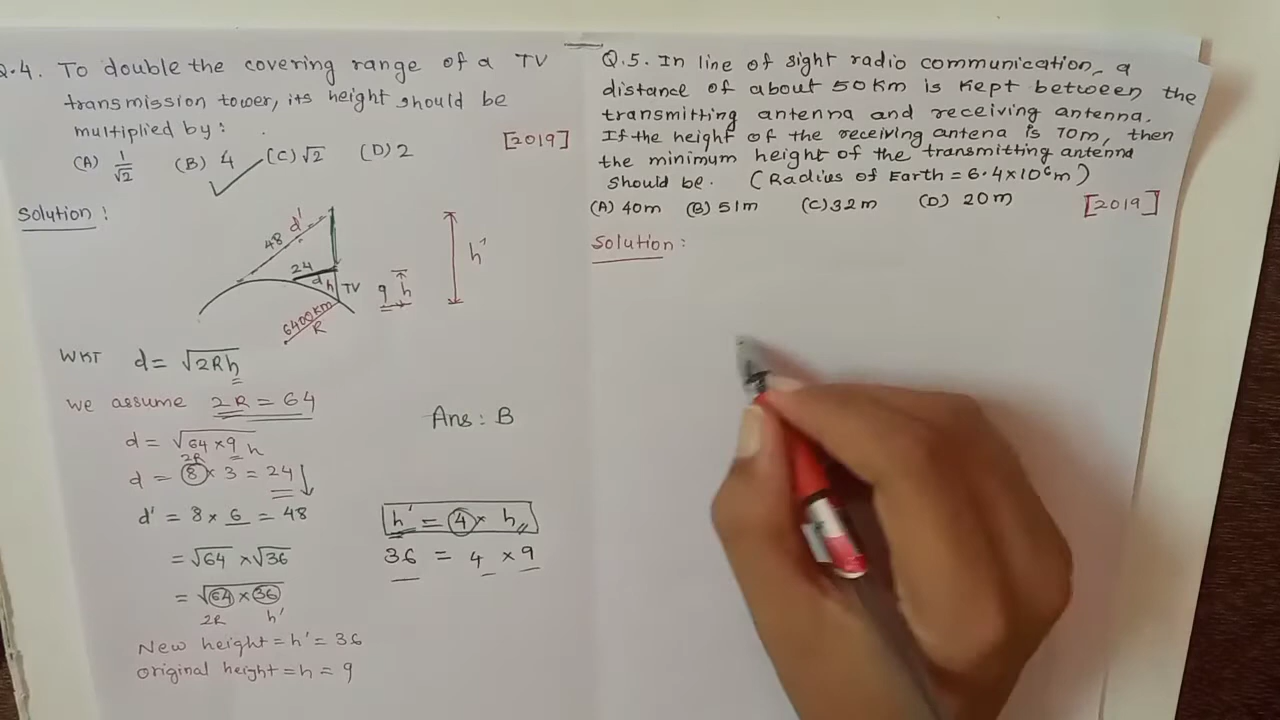 Q.4. To double the covering range of a TV
transmission tower, its height should be
multiplied by:
[2019]
(A) 1/√2 (B) 4 (C) √2 (D) 2
Solution:
48 d'
24
d h TV
6400km
R
9 h
h'
WKT d = √2Rh
We assume 2R = 64
d = √64 × 9 h
2R
d = 8 × 3 = 24
d' = 8 × 6 = 48
= √64 × √36
= √64 × 36
2R h'
New height = h' = 36
original height = h = 9
Ans: B
h' = 4 × h
36 = 4 × 9
Q.5. In line of sight radio communication, a
distance of about 50Km is kept between the
transmitting antenna and receiving antenna.
If the height of the receiving antena is 70m, then
the minimum height of the transmitting antenna
should be. (Radius of Earth = 6.4×10⁶m)
(A) 40m (B) 51m (C) 32m (D) 20m [2019]
Solution: